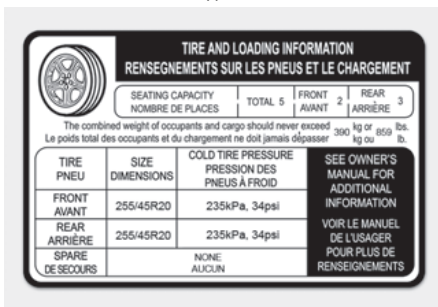 TIRE AND LOADING INFORMATION
RENSEGNEMENTS SUR LES PNEUS ET LE CHARGEMENT
SEATING CAPACITY
NOMBRE DE PLACES
TOTAL 5
FRONT
AVANT
2
REAR
ARRIÈRE
3
The combined weight of occupants and cargo should never exceed 390 kg or 859 lbs.
Le poids total des occupants et du chargement ne doit jamais dépasser kg ou lb.
TIRE
PNEU
SIZE
DIMENSIONS
COLD TIRE PRESSURE
PRESSION DES
PNEUS À FROID
FRONT
AVANT
255/45R20
235kPa, 34psi
REAR
ARRIÈRE
255/45R20
235kPa, 34psi
SPARE
DE SECOURS
NONE
AUCUN
SEE OWNER'S
MANUAL FOR
ADDITIONAL
INFORMATION
VOIR LE MANUEL
DE L'USAGER
POUR PLUS DE
RENSEIGNEMENTS